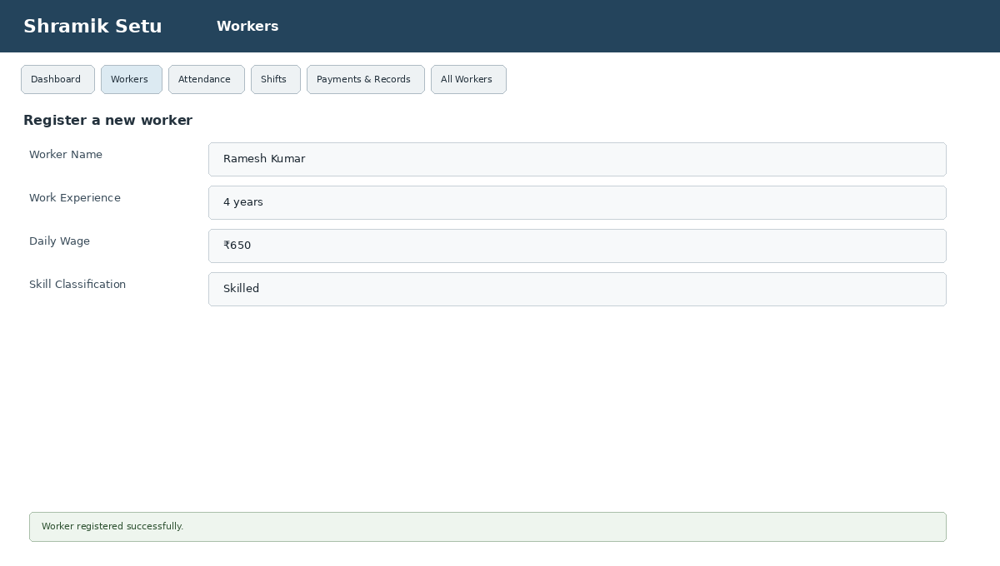 Shramik Setu
Workers
Dashboard
Workers
Attendance
Shifts
Payments & Records
All Workers
Register a new worker
Worker Name
Ramesh Kumar
Work Experience
4 years
Daily Wage
₹650
Skill Classification
Skilled
Worker registered successfully.